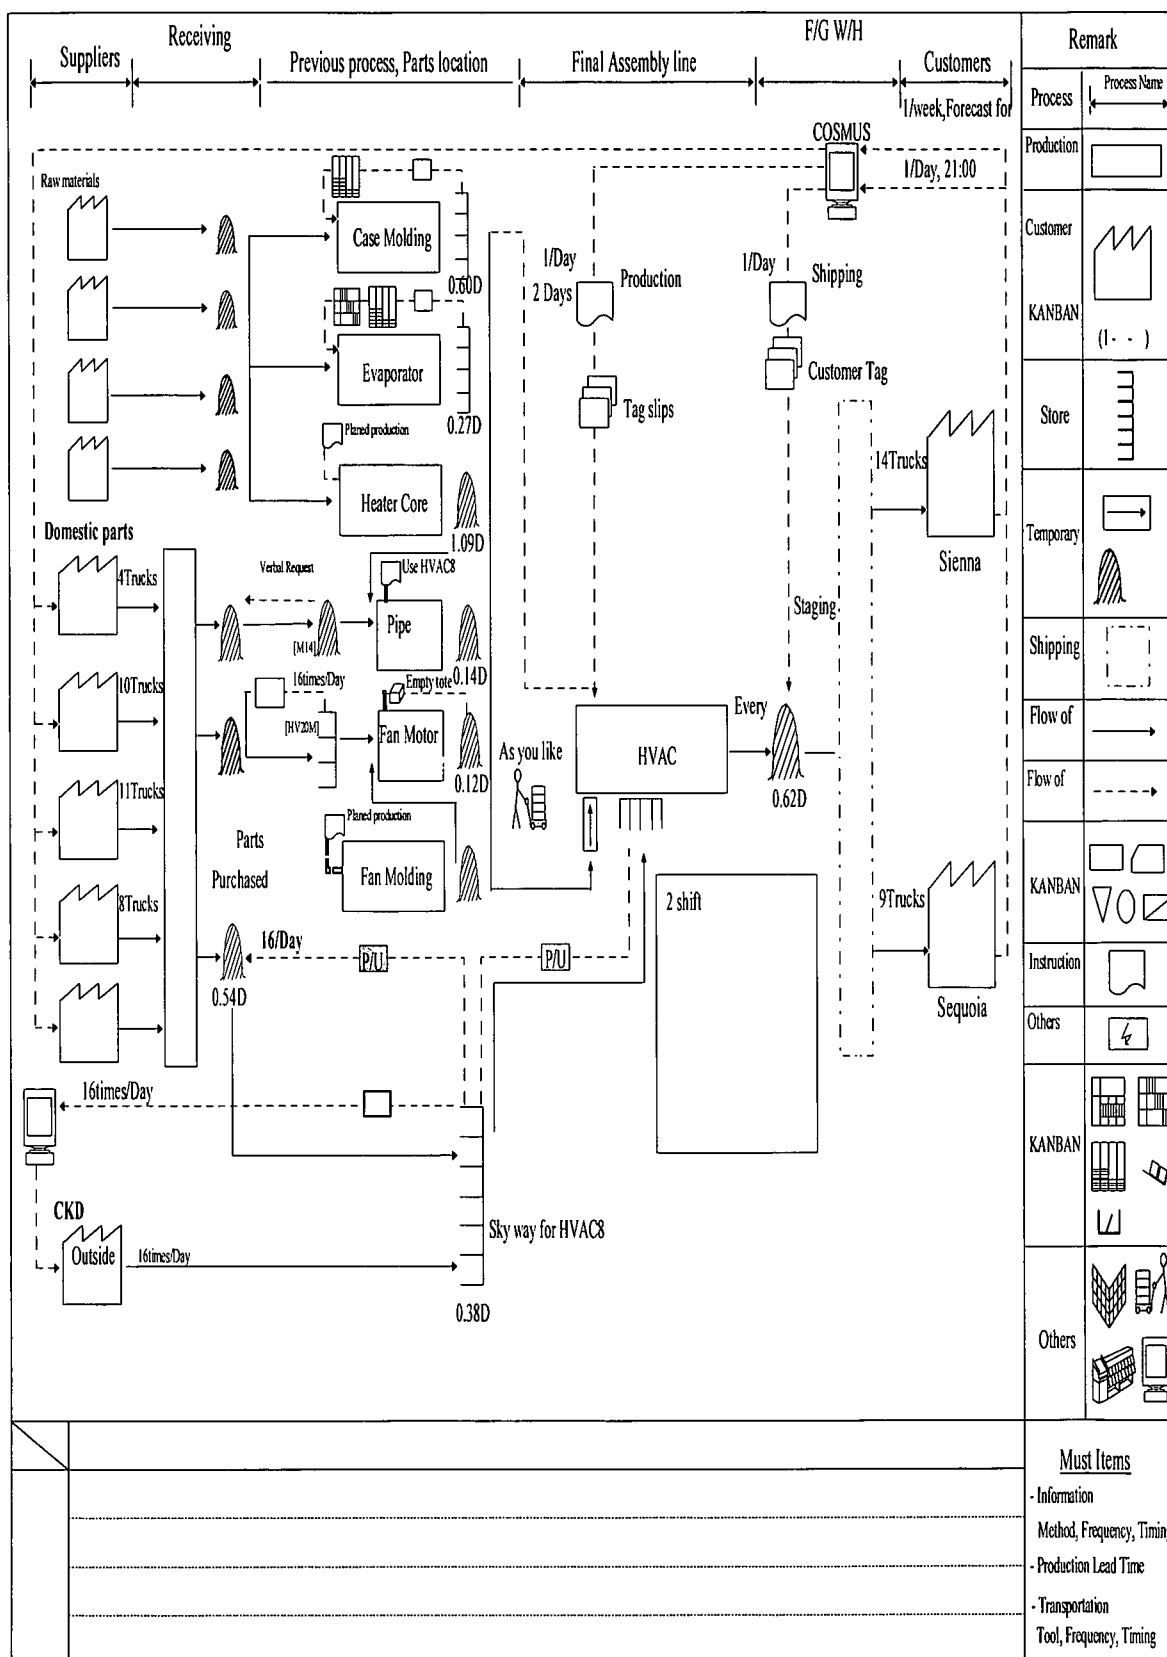 Receiving
F/G W/H
Suppliers
Previous process, Parts location
Final Assembly line
Customers
1/week,Forecast for
COSMUS
1/Day, 21:00
Raw materials
Case Molding
0.60D
1/Day
2 Days
Production
1/Day
Shipping
Evaporator
0.27D
Customer Tag
Tag slips
Planed production
Heater Core
1.09D
14Trucks
Sienna
Domestic parts
4Trucks
Verbal Request
Use HVAC8
Pipe
[M14]
0.14D
Staging
10Trucks
16times/Day
Empty tote
[HV20M]
Fan Motor
0.12D
As you like
HVAC
Every
0.62D
11Trucks
Parts
Purchased
Planed production
Fan Molding
2 shift
8Trucks
16/Day
P/U
P/U
0.54D
9Trucks
Sequoia
16times/Day
CKD
Outside
16times/Day
Sky way for HVAC8
0.38D
Remark
Process
Process Name
Production
Customer
KANBAN
(1- - )
Store
Temporary
Shipping
Flow of
Flow of
KANBAN
Instruction
Others
KANBAN
Others
Must Items
- Information
Method, Frequency, Timing
- Production Lead Time
- Transportation
Tool, Frequency, Timing